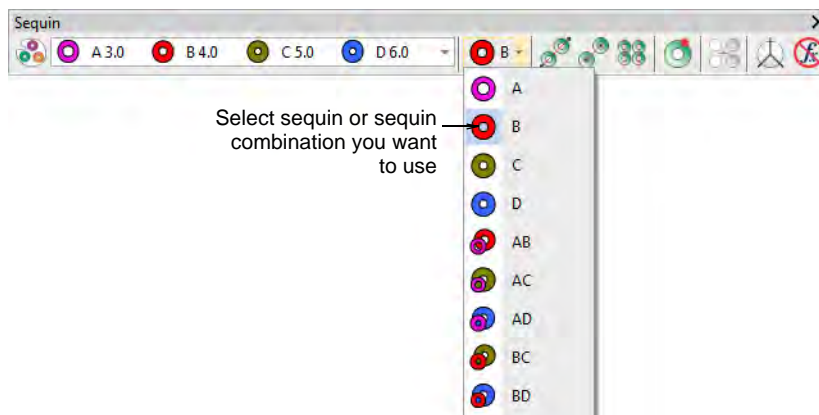 Sequin
A 3.0 B 4.0 C 5.0 D 6.0 B
A
Select sequin or sequin
combination you want
to use
B
C
D
AB
AC
AD
BC
BD